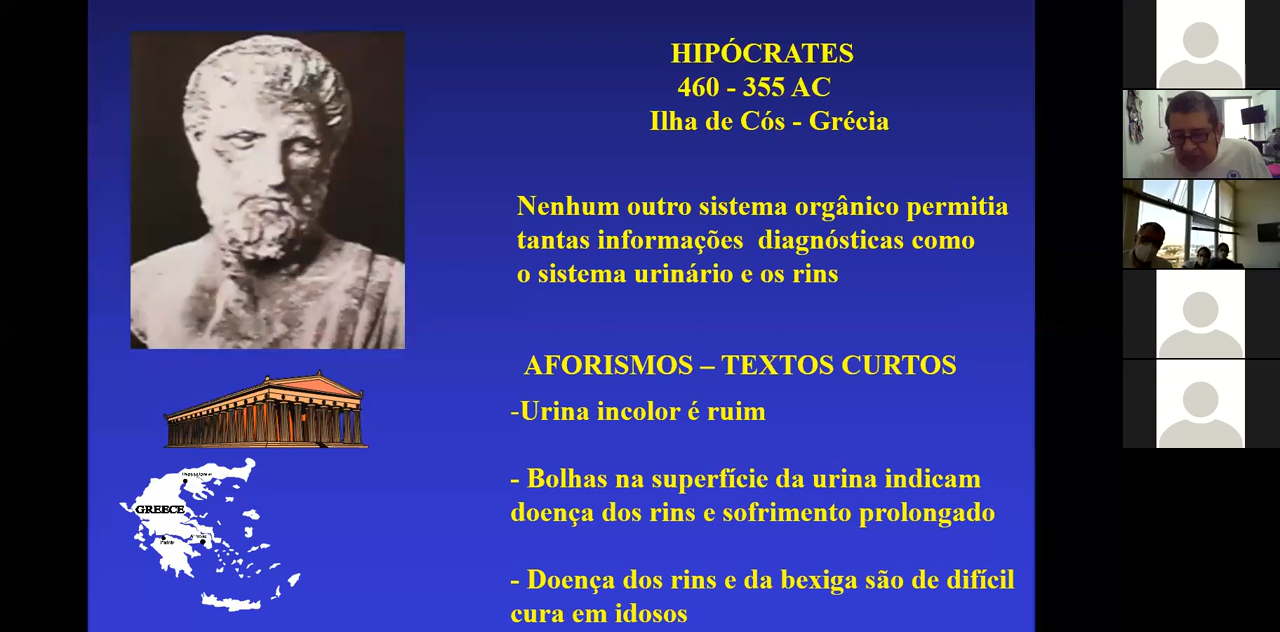 HIPÓCRATES
460 - 355 AC
Ilha de Cós - Grécia
Nenhum outro sistema orgânico permitia
tantas informações diagnósticas como
o sistema urinário e os rins
AFORISMOS – TEXTOS CURTOS
-Urina incolor é ruim
- Bolhas na superfície da urina indicam
doença dos rins e sofrimento prolongado
- Doença dos rins e da bexiga são de difícil
cura em idosos
GREECE